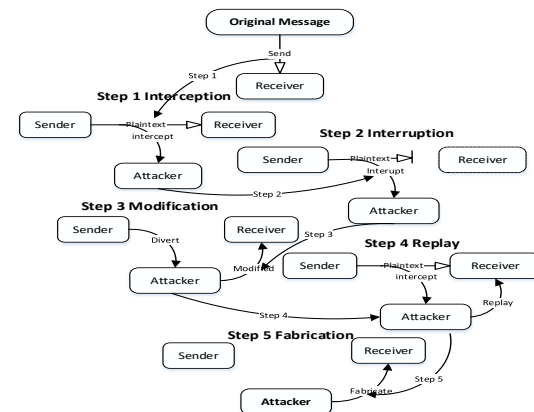 Original Message
Send
Step 1
Receiver
Step 1 Interception
Sender
Plaintext
Receiver
intercept
Step 2 Interruption
Sender
Plaintext
Receiver
Interupt
Attacker
Step 2
Attacker
Step 3 Modification
Sender
Receiver
Step 3
Divert
Step 4 Replay
Modified
Sender
Plaintext
Receiver
intercept
Attacker
Replay
Step 4
Attacker
Step 5 Fabrication
Sender
Receiver
Step 5
Fabricate
Attacker